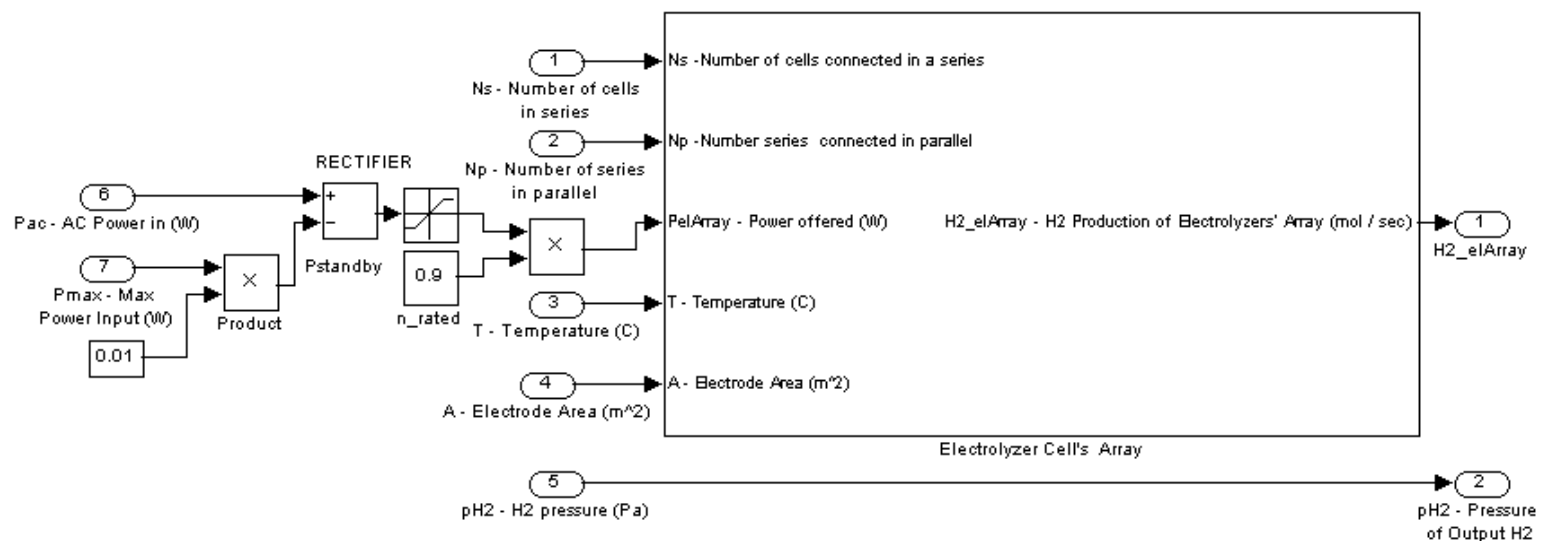 1
Ns - Number of cells
in series
Ns -Number of cells connected in a series
2
Np - Number of series
in parallel
Np -Number series  connected in parallel
RECTIFIER
6
Pac - AC Power in (W)
+
−
7
Pmax - Max
Power Input (W)
×
Product
0.01
Pstandby
0.9
n_rated
×
PelArray - Power offered (W)
H2_elArray - H2 Production of Electrolyzers' Array (mol / sec)
1
H2_elArray
3
T - Temperature (C)
T - Temperature (C)
4
A - Electrode Area (m^2)
A - Electrode Area (m^2)
Electrolyzer Cell's  Array
5
pH2 - H2 pressure (Pa)
2
pH2 - Pressure
of Output H2